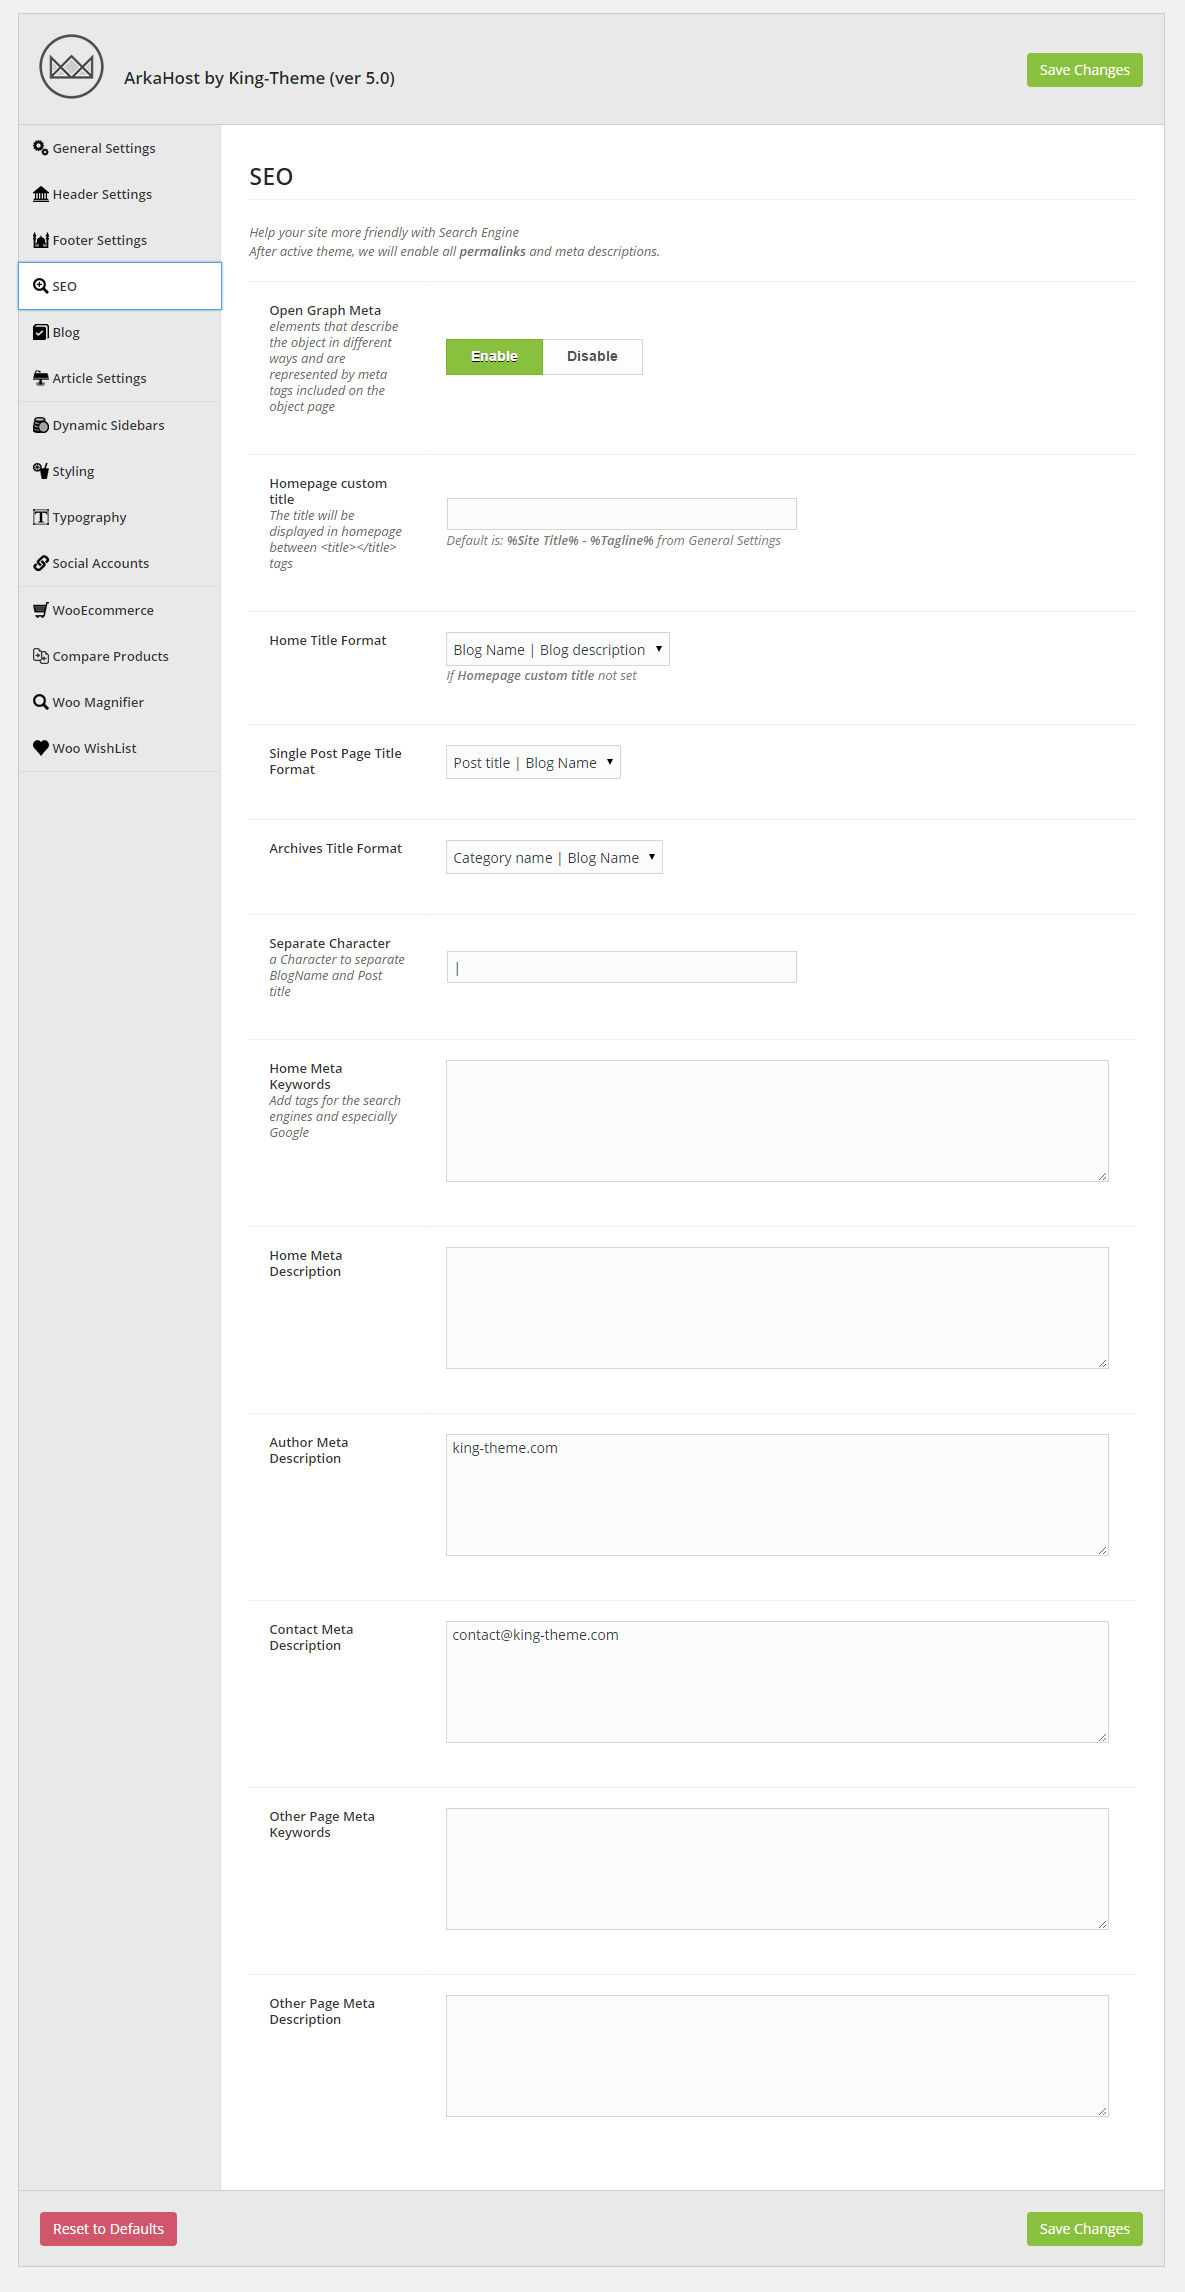 ArkaHost by King-Theme (ver 5.0)
Save Changes
General Settings
Header Settings
Footer Settings
SEO
Blog
Article Settings
Dynamic Sidebars
Styling
Typography
Social Accounts
WooEcommerce
Compare Products
Woo Magnifier
Woo WishList
SEO
Help your site more friendly with Search Engine
After active theme, we will enable all permalinks and meta descriptions.
Open Graph Meta
elements that describe
the object in different
ways and are
represented by meta
tags included on the
object page
Enable Disable
Homepage custom
title
The title will be
displayed in homepage
between <title></title>
tags
Default is: %Site Title% - %Tagline% from General Settings
Home Title Format
Blog Name | Blog description
If Homepage custom title not set
Single Post Page Title
Format
Post title | Blog Name
Archives Title Format
Category name | Blog Name
Separate Character
a Character to separate
BlogName and Post
title
|
Home Meta
Keywords
Add tags for the search
engines and especially
Google
Home Meta
Description
Author Meta
Description
king-theme.com
Contact Meta
Description
contact@king-theme.com
Other Page Meta
Keywords
Other Page Meta
Description
Reset to Defaults
Save Changes